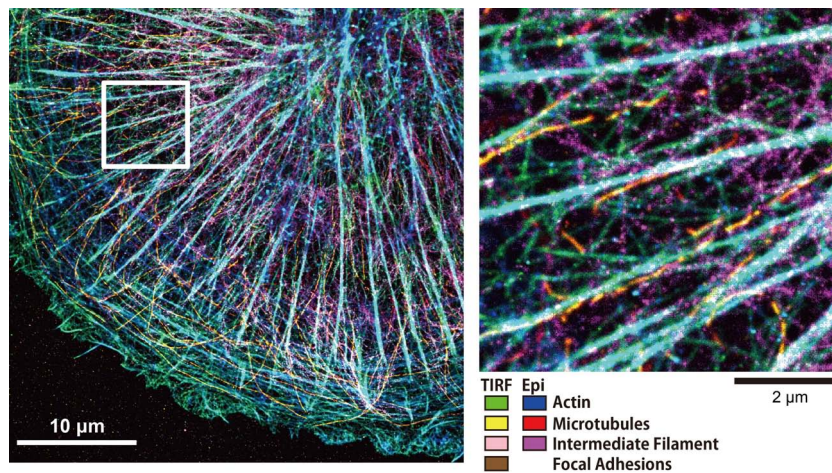 10 μm
TIRF Epi
Actin
Microtubules
Intermediate Filament
Focal Adhesions
2 μm